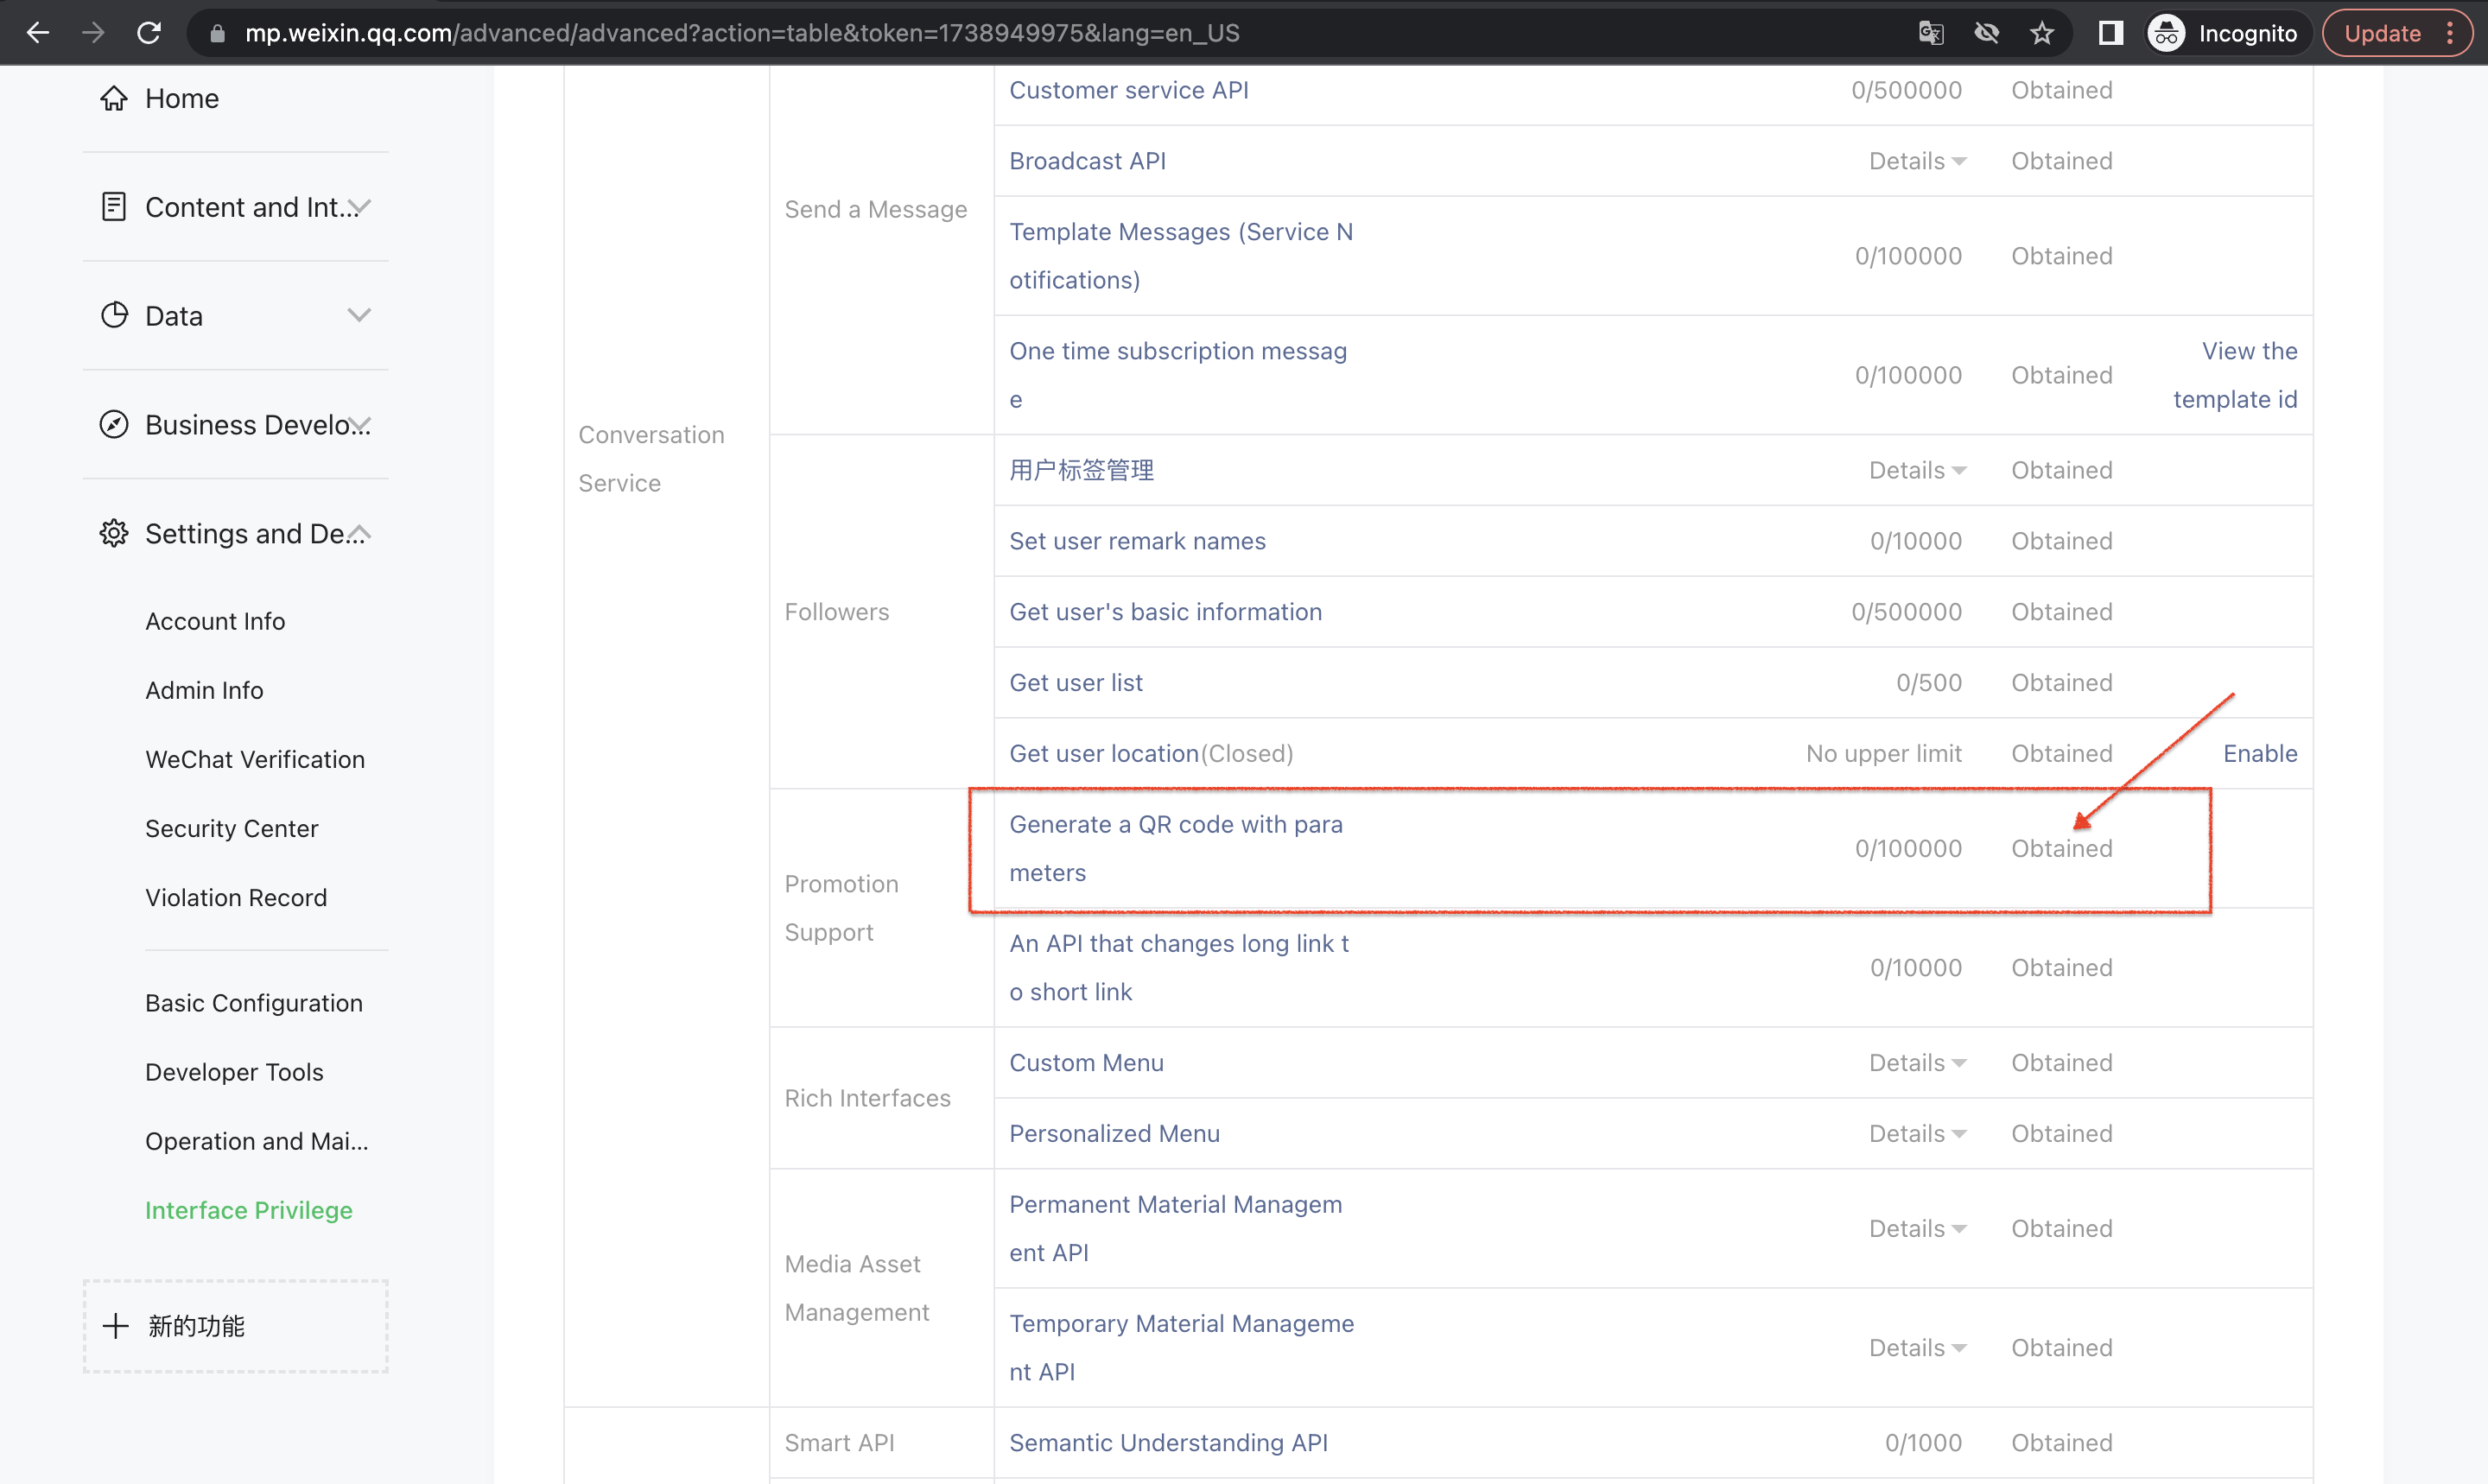 mp.weixin.qq.com/advanced/advanced?action=table&token=1738949975&lang=en_US
Incognito
Update
Home
Content and Int...
Data
Business Develo...
Settings and De...
Account Info
Admin Info
WeChat Verification
Security Center
Violation Record
Basic Configuration
Developer Tools
Operation and Mai...
Interface Privilege
新的功能
Conversation
Service
Send a Message
Customer service API 0/500000 Obtained
Broadcast API Details Obtained
Template Messages (Service N
otifications)
0/100000 Obtained
One time subscription messag
e
0/100000 Obtained
View the
template id
Followers
用户标签管理 Details Obtained
Set user remark names 0/10000 Obtained
Get user's basic information 0/500000 Obtained
Get user list 0/500 Obtained
Get user location(Closed) No upper limit Obtained Enable
Promotion
Support
Generate a QR code with para
meters
0/100000 Obtained
An API that changes long link t
o short link
0/10000 Obtained
Rich Interfaces
Custom Menu Details Obtained
Personalized Menu Details Obtained
Media Asset
Management
Permanent Material Managem
ent API
Details Obtained
Temporary Material Manageme
nt API
Details Obtained
Smart API
Semantic Understanding API 0/1000 Obtained